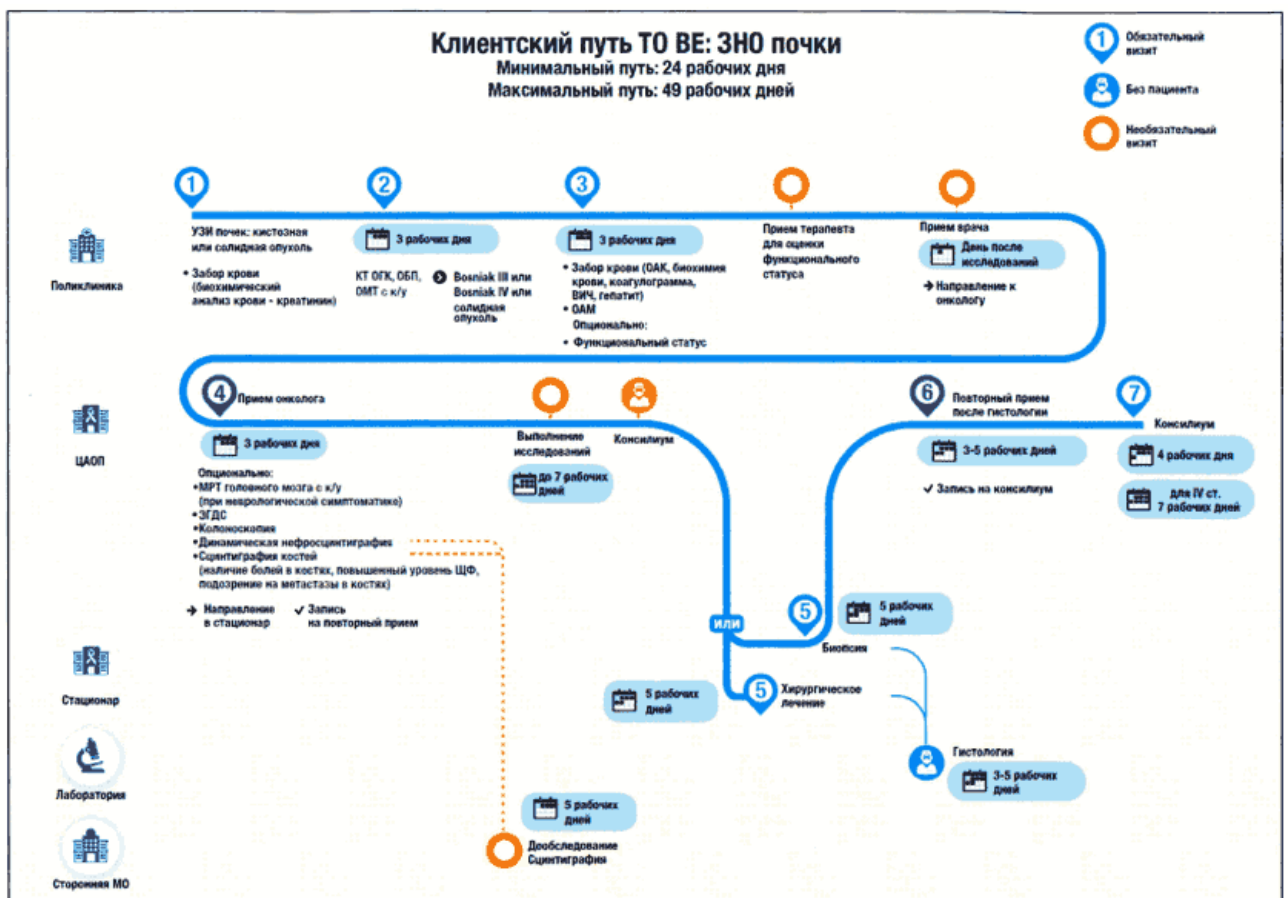 Клиентский путь TO BE: ЗНО почки
Минимальный путь: 24 рабочих дня
Максимальный путь: 49 рабочих дней
1
Обязательный
визит
Без пациента
Необязательный
визит
Поликлиника
1
УЗИ почек: кистозная
или солидная опухоль
• Забор крови
(биохимический
анализ крови - креатинин)
2
3 рабочих дня
КТ ОГК, ОБП,
ОМТ с к/у
Bosniak III или
Bosniak IV или
солидная
опухоль
3
3 рабочих дня
• Забор крови (ОАК, биохимия
крови, коагулограмма,
ВИЧ, гепатит)
• ОАМ
Опционально:
• Функциональный статус
Прием терапевта
для оценки
функционального
статуса
Прием врача
День после
исследований
→ Направление к
онкологу
ЦАОП
4
Прием онколога
3 рабочих дня
Опционально:
•МРТ головного мозга с к/у
(при неврологической симптоматике)
•ЭГДС
•Колоноскопия
•Динамическая нефросцинтиграфия
•Сцинтиграфия костей
(наличие болей в костях, повышенный уровень ЩФ,
подозрение на метастазы в костях)
→ Направление
в стационар
✓ Запись
на повторный прием
Выполнение
исследований
до 7 рабочих
дней
Консилиум
6
Повторный прием
после гистологии
3-5 рабочих дней
✓ Запись на консилиум
7
Консилиум
4 рабочих дня
для IV ст.
7 рабочих дней
Стационар
или
5
5 рабочих
дней
Биопсия
5 рабочих
дней
5
Хирургическое
лечение
Лаборатория
Гистология
3-5 рабочих
дней
Сторонняя МО
5 рабочих
дней
Дообследование
Сцинтиграфия